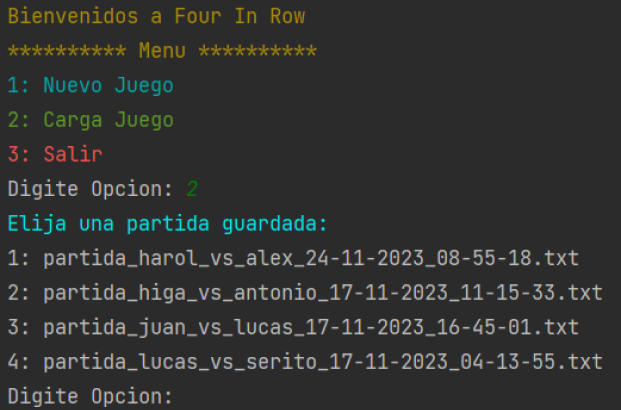 Bienvenidos a Four In Row
********** Menu **********
1: Nuevo Juego
2: Carga Juego
3: Salir
Digite Opcion: 2
Elija una partida guardada:
1: partida_harol_vs_alex_24-11-2023_08-55-18.txt
2: partida_higa_vs_antonio_17-11-2023_11-15-33.txt
3: partida_juan_vs_lucas_17-11-2023_16-45-01.txt
4: partida_lucas_vs_serito_17-11-2023_04-13-55.txt
Digite Opcion: